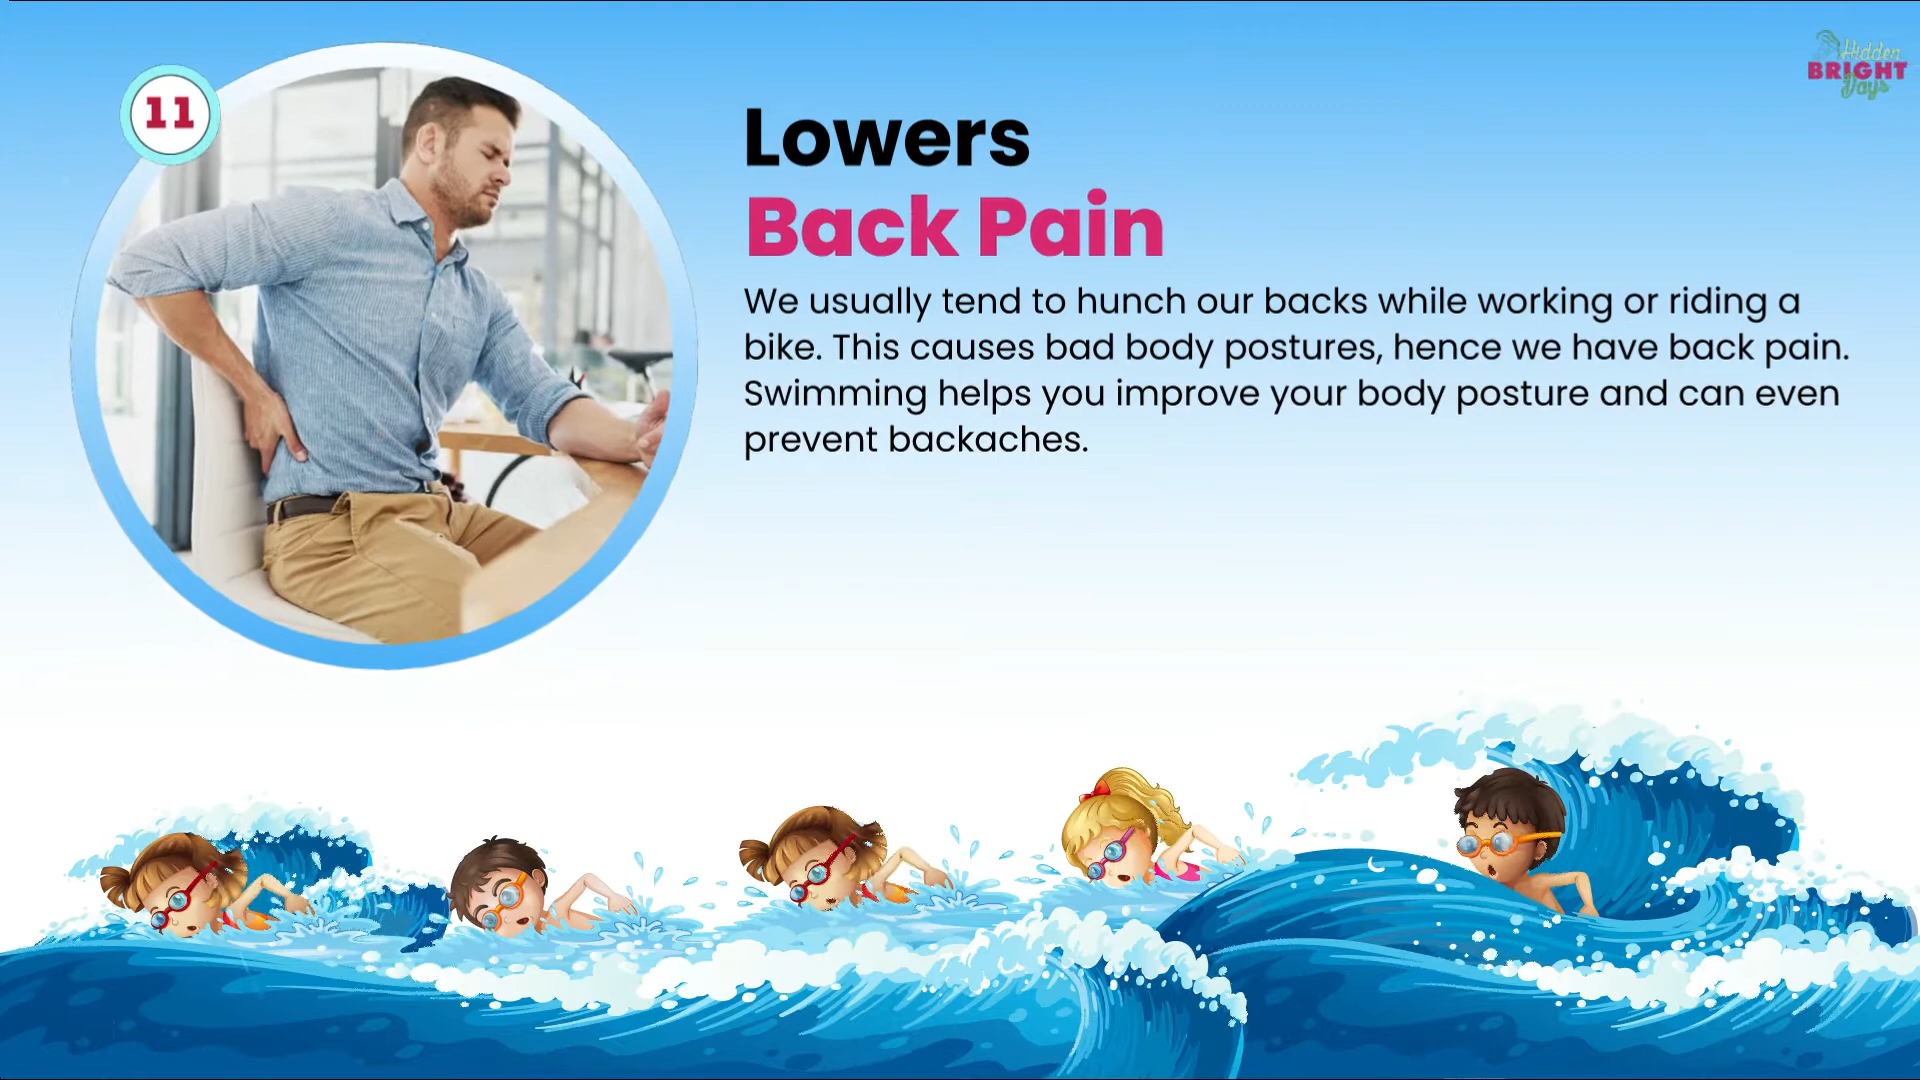 11
Hidden
BRIGHT
Days
Lowers
Back Pain
We usually tend to hunch our backs while working or riding a
bike. This causes bad body postures, hence we have back pain.
Swimming helps you improve your body posture and can even
prevent backaches.